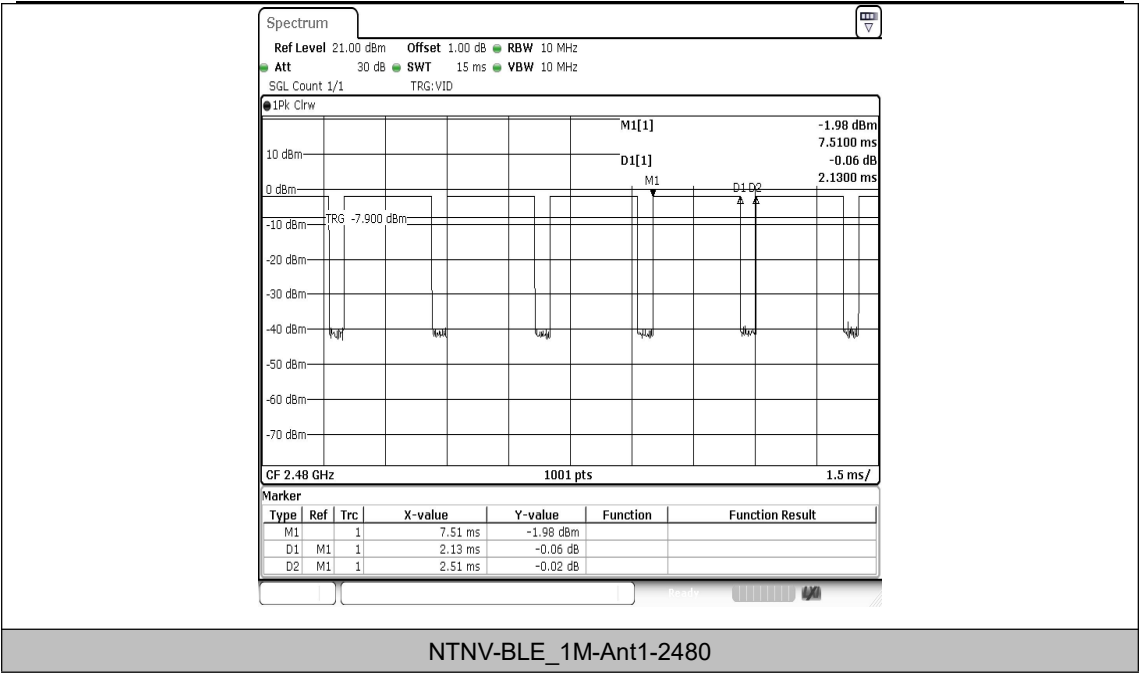 Spectrum
Ref Level 21.00 dBm Offset 1.00 dB RBW 10 MHz
Att 30 dB SWT 15 ms VBW 10 MHz
SGL Count 1/1 TRG:VID
1Pk Clrw
M1[1] -1.98 dBm
7.5100 ms
10 dBm
D1[1] -0.06 dB
2.1300 ms
M1
0 dBm
D1 D2
TRG -7.900 dBm
-10 dBm
-20 dBm
-30 dBm
-40 dBm
-50 dBm
-60 dBm
-70 dBm
CF 2.48 GHz 1001 pts 1.5 ms/
Marker
Type Ref Trc X-value Y-value Function Function Result
M1 1 7.51 ms -1.98 dBm
D1 M1 1 2.13 ms -0.06 dB
D2 M1 1 2.51 ms -0.02 dB
Ready
NTNV-BLE_1M-Ant1-2480